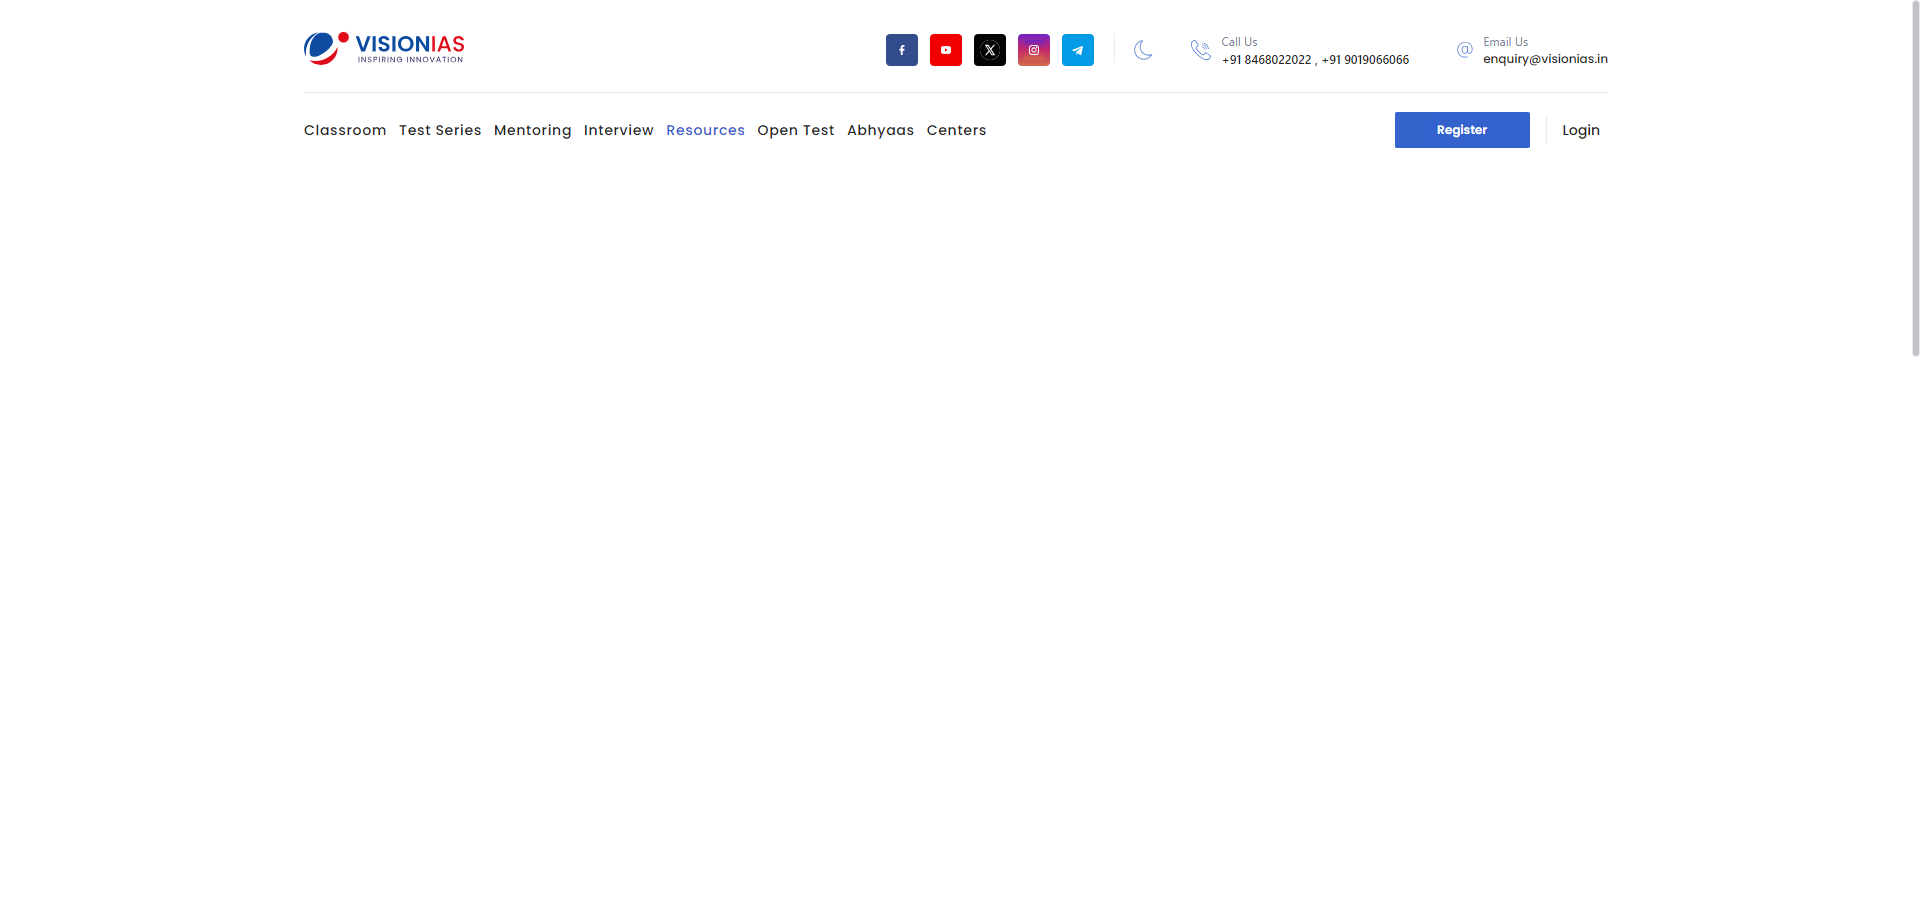 VISIONIAS
INSPIRING INNOVATION
Call Us
+91 8468022022 , +91 9019066066
Email Us
enquiry@visionias.in
Classroom Test Series Mentoring Interview Resources Open Test Abhyaas Centers
Register
Login